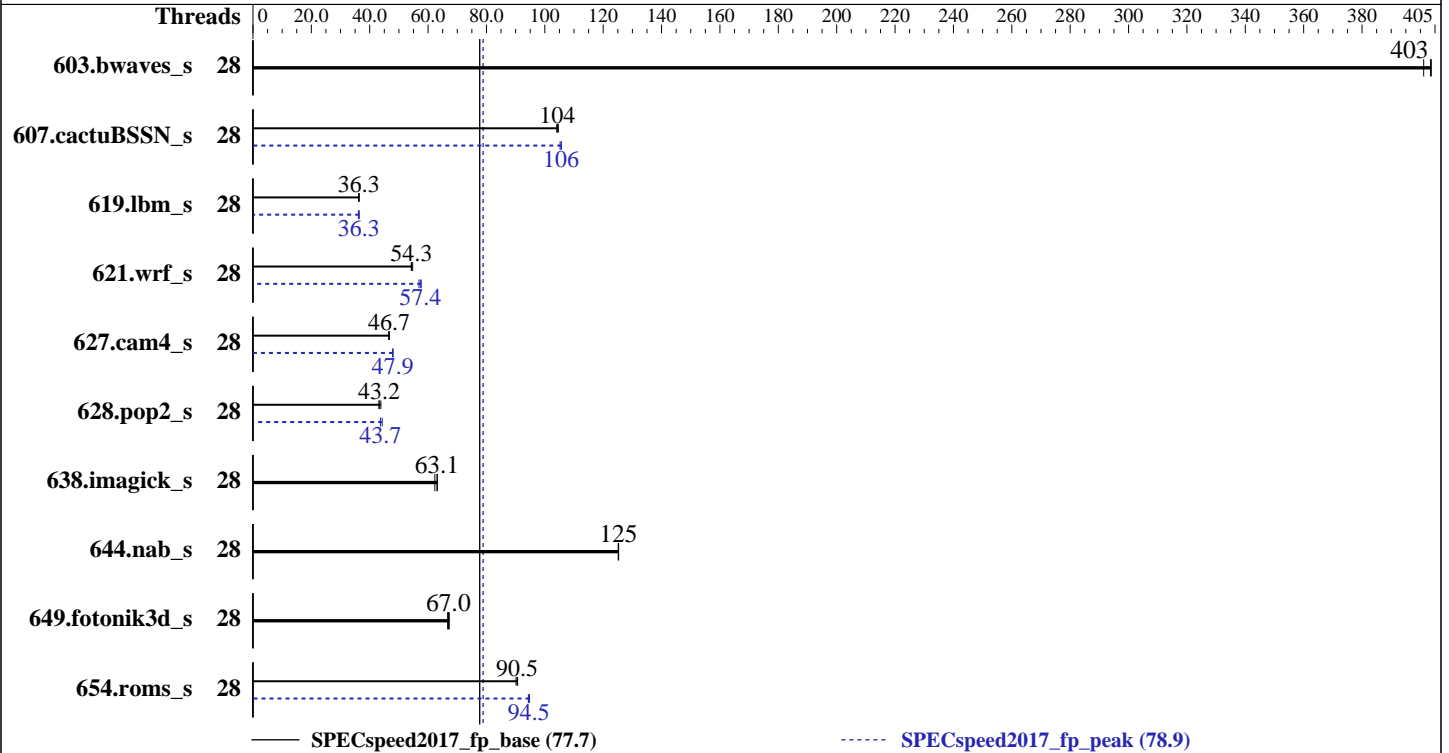 Threads 0 20.0 40.0 60.0 80.0 100 120 140 160 180 200 220 240 260 280 300 320 340 360 380 405
603.bwaves_s 28 403
607.cactuBSSN_s 28 104
106
619.lbm_s 28 36.3
36.3
621.wrf_s 28 54.3
57.4
627.cam4_s 28 46.7
47.9
628.pop2_s 28 43.2
43.7
638.imagick_s 28 63.1
644.nab_s 28 125
649.fotonik3d_s 28 67.0
654.roms_s 28 90.5
94.5
SPECspeed2017_fp_base (77.7) SPECspeed2017_fp_peak (78.9)